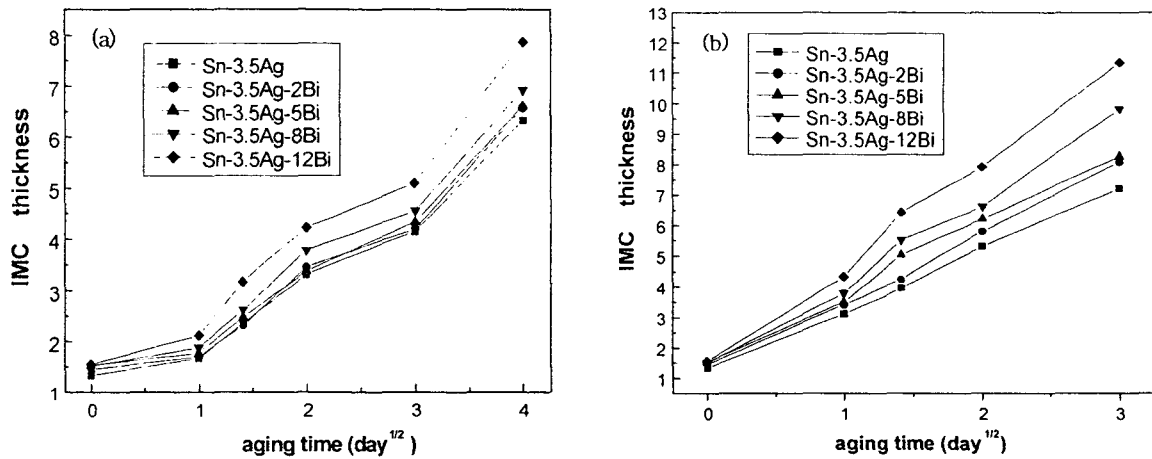 (a)
Sn-3.5Ag
Sn-3.5Ag-2Bi
Sn-3.5Ag-5Bi
Sn-3.5Ag-8Bi
Sn-3.5Ag-12Bi
IMC thickness
8
7
6
5
4
3
2
1
0 1 2 3 4
aging time (day1/2)
(b)
Sn-3.5Ag
Sn-3.5Ag-2Bi
Sn-3.5Ag-5Bi
Sn-3.5Ag-8Bi
Sn-3.5Ag-12Bi
IMC thickness
13
12
11
10
9
8
7
6
5
4
3
2
1
0 1 2 3
aging time (day1/2)